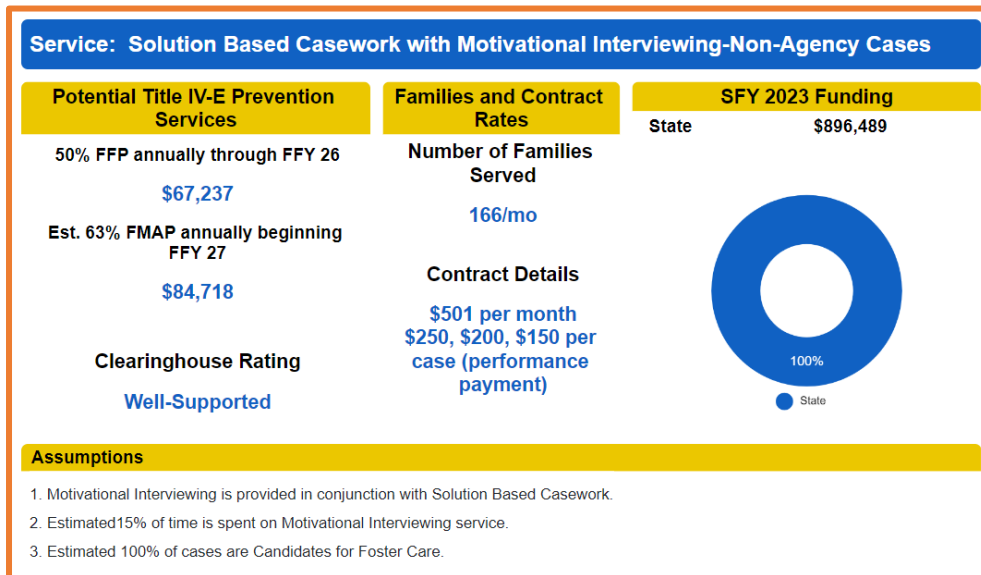 Service: Solution Based Casework with Motivational Interviewing-Non-Agency Cases
Potential Title IV-E Prevention
Services
50% FFP annually through FFY 26
$67,237
Est. 63% FMAP annually beginning
FFY 27
$84,718
Clearinghouse Rating
Well-Supported
Families and Contract
Rates
Number of Families
Served
166/mo
Contract Details
$501 per month
$250, $200, $150 per
case (performance
payment)
SFY 2023 Funding
State $896,489
100%
State
Assumptions
1. Motivational Interviewing is provided in conjunction with Solution Based Casework.
2. Estimated15% of time is spent on Motivational Interviewing service.
3. Estimated 100% of cases are Candidates for Foster Care.